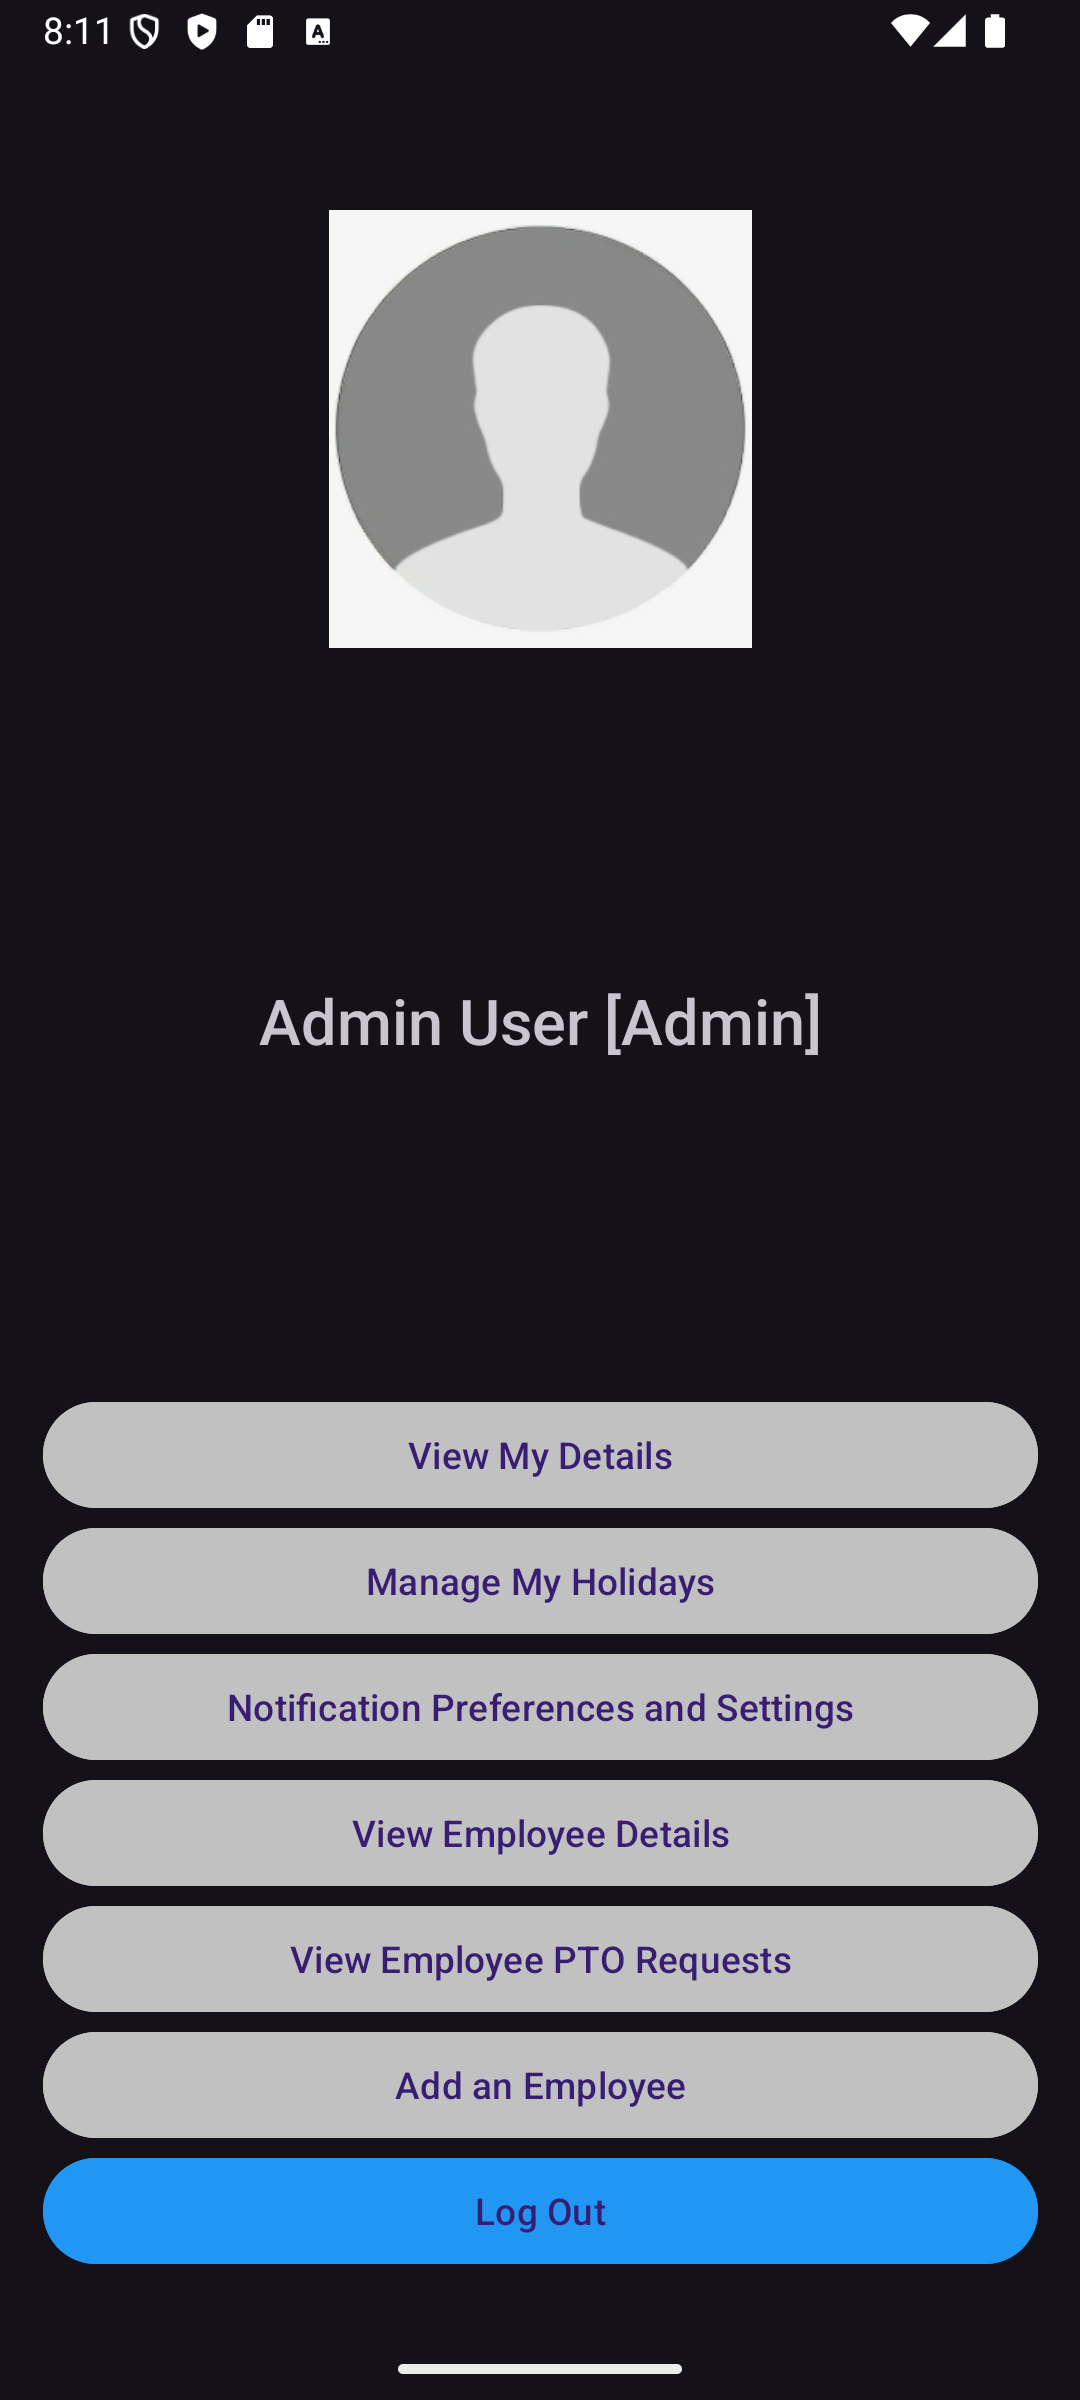 8:11
Admin User [Admin]
View My Details
Manage My Holidays
Notification Preferences and Settings
View Employee Details
View Employee PTO Requests
Add an Employee
Log Out